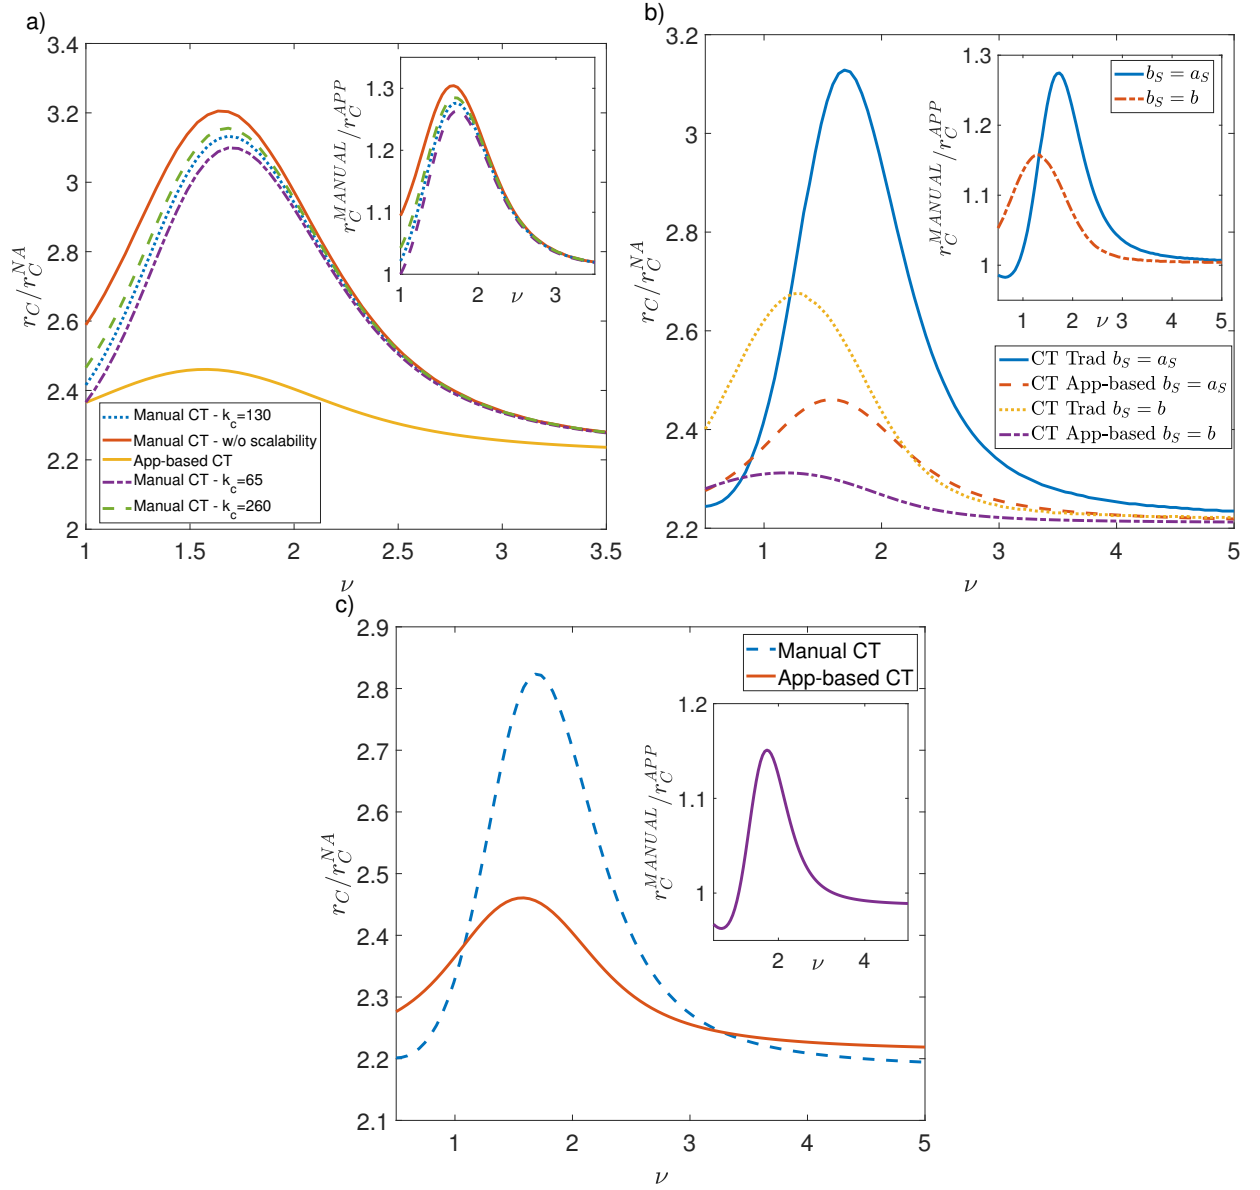 a)
3.4
3.2
3
2.8
2.6
2.4
2.2
2
1
1.5
2
2.5
3
3.5
r_C/r_C^{NA}
ν
Manual CT - k_c=130
Manual CT - w/o scalability
App-based CT
Manual CT - k_c=65
Manual CT - k_c=260
1.3
1.2
1.1
1
1
2
3
r_C^{MANUAL}/r_C^{APP}
ν
b)
3.2
3
2.8
2.6
2.4
2.2
1
2
3
4
5
r_C/r_C^{NA}
ν
1.3
1.2
1.1
1
1
2
3
4
5
r_C^{MANUAL}/r_C^{APP}
ν
b_S = a_S
b_S = b
CT Trad b_S = a_S
CT App-based b_S = a_S
CT Trad b_S = b
CT App-based b_S = b
c)
2.9
2.8
2.7
2.6
2.5
2.4
2.3
2.2
2.1
1
2
3
4
5
r_C/r_C^{NA}
ν
Manual CT
App-based CT
1.2
1.1
1
2
4
r_C^{MANUAL}/r_C^{APP}
ν